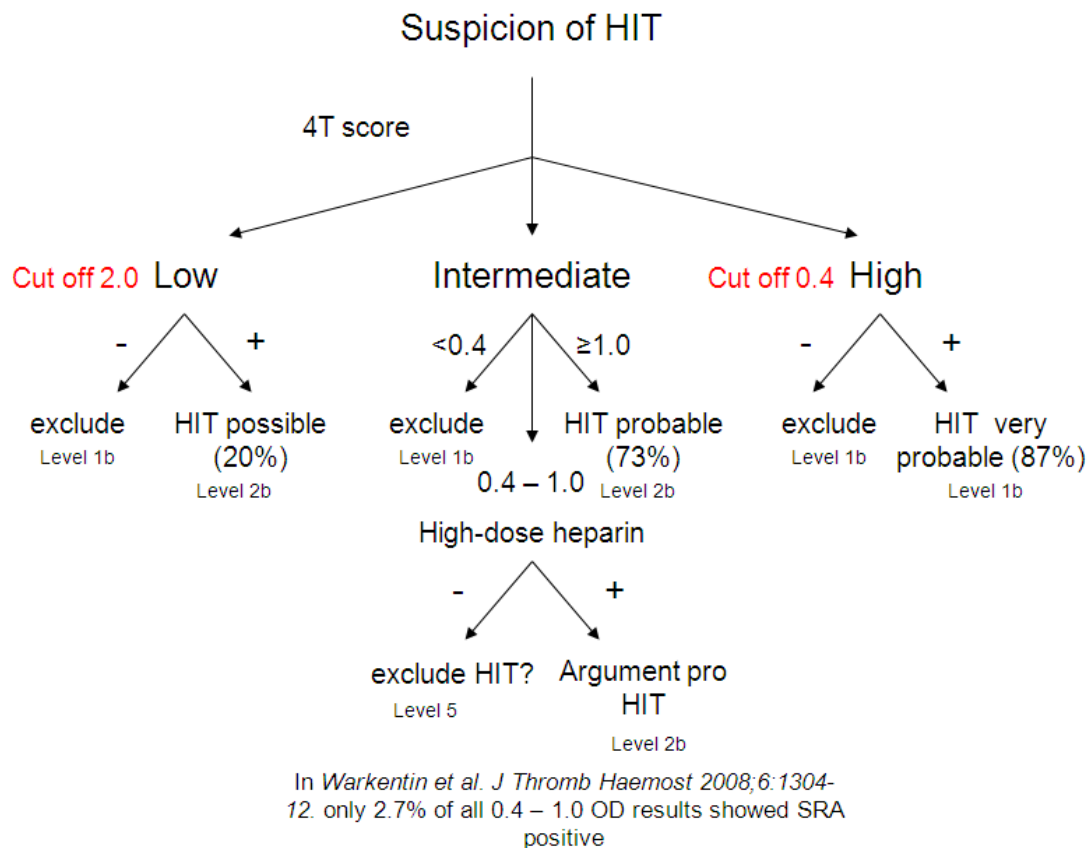 Suspicion of HIT
4T score
Cut off 2.0 Low
Intermediate
Cut off 0.4 High
- +
<0.4 ≥1.0
- +
exclude
Level 1b
HIT possible
(20%)
Level 2b
exclude
Level 1b
HIT probable
(73%)
Level 2b
exclude
Level 1b
HIT very
probable (87%)
Level 1b
0.4 – 1.0
High-dose heparin
- +
exclude HIT?
Level 5
Argument pro
HIT
Level 2b
In Warkentin et al. J Thromb Haemost 2008;6:1304-
12. only 2.7% of all 0.4 – 1.0 OD results showed SRA
positive